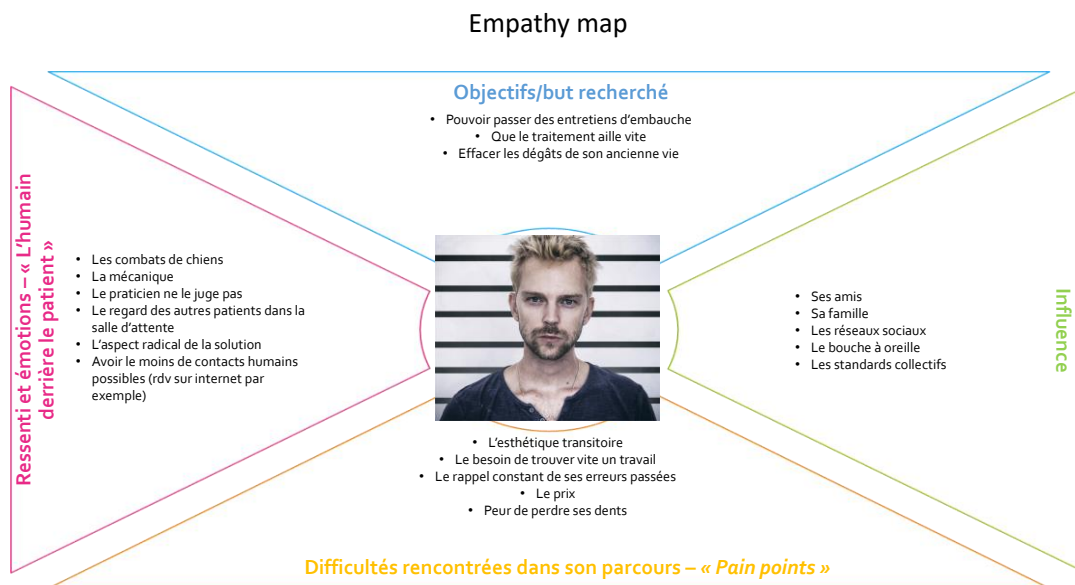 Empathy map
Objectifs/but recherché
• Pouvoir passer des entretiens d'embauche
• Que le traitement aille vite
• Effacer les dégâts de son ancienne vie
Ressenti et émotions – « L'humain
derrière le patient »
• Les combats de chiens
• La mécanique
• Le praticien ne le juge pas
• Le regard des autres patients dans la
salle d'attente
• L'aspect radical de la solution
• Avoir le moins de contacts humains
possibles (rdv sur internet par
exemple)
• Ses amis
• Sa famille
• Les réseaux sociaux
• Le bouche à oreille
• Les standards collectifs
Influence
• L'esthétique transitoire
• Le besoin de trouver vite un travail
• Le rappel constant de ses erreurs passées
• Le prix
• Peur de perdre ses dents
Difficultés rencontrées dans son parcours – « Pain points »